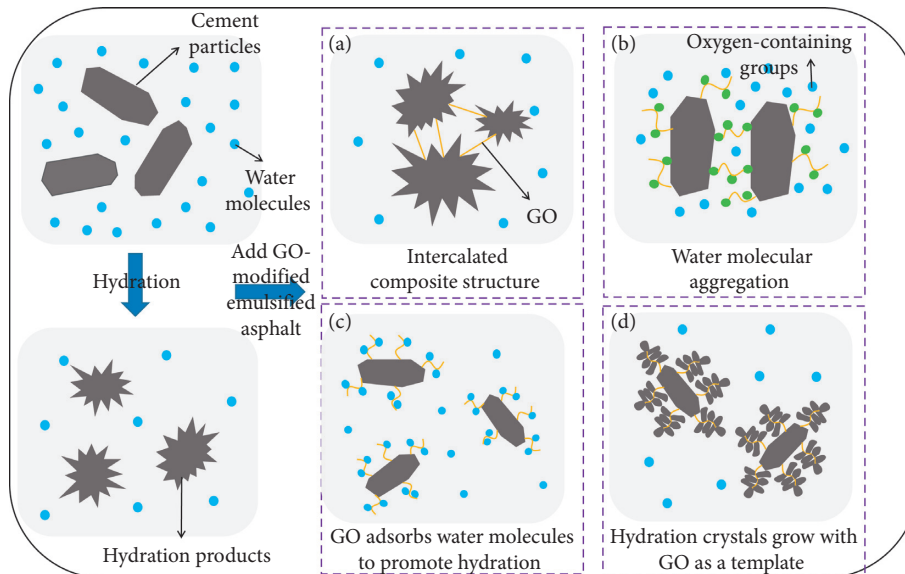 Cement
particles
Water
molecules
Hydration
Add GO-
modified
emulsified
asphalt
Hydration products
(a)
GO
Intercalated
composite structure
(b)
Oxygen-containing
groups
Water molecular
aggregation
(c)
GO adsorbs water molecules
to promote hydration
(d)
Hydration crystals grow with
GO as a template